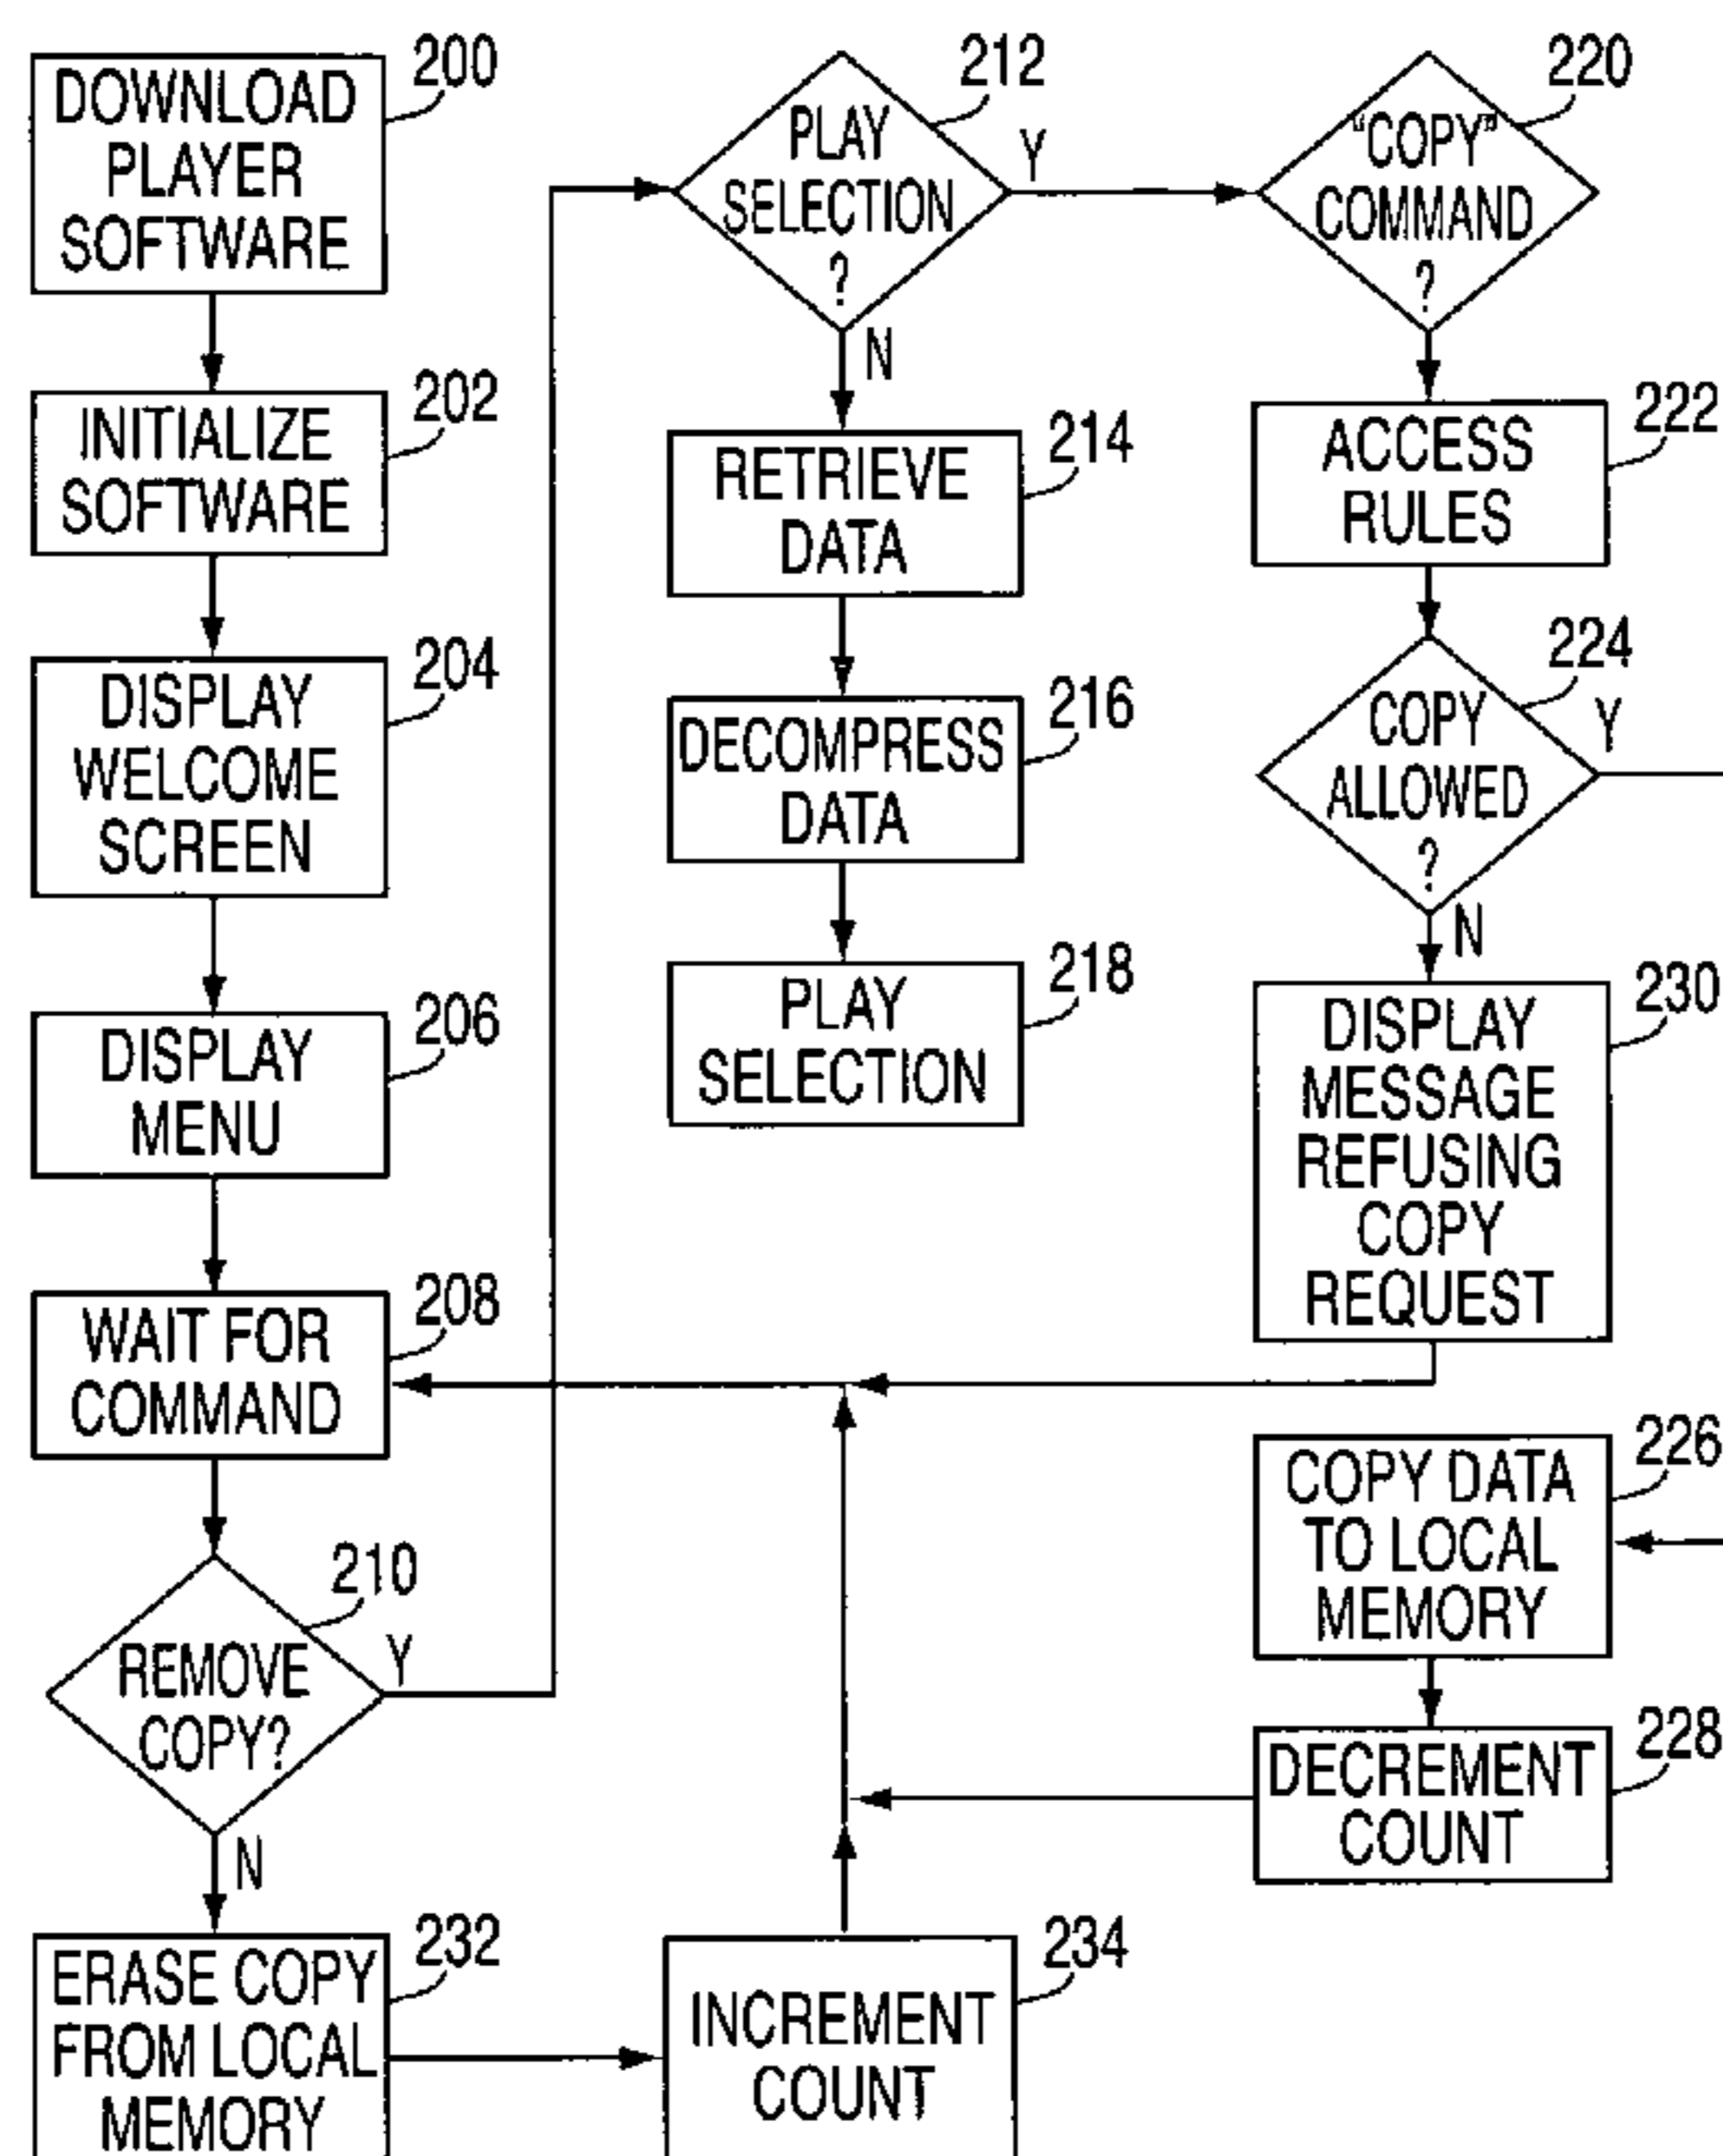 DOWNLOAD
PLAYER
SOFTWARE
200
INITIALIZE
SOFTWARE
202
DISPLAY
WELCOME
SCREEN
204
DISPLAY
MENU
206
WAIT FOR
COMMAND
208
REMOVE
COPY?
210
Y
N
ERASE COPY
FROM LOCAL
MEMORY
232
INCREMENT
COUNT
234
PLAY
SELECTION
?
212
Y
N
RETRIEVE
DATA
214
DECOMPRESS
DATA
216
PLAY
SELECTION
218
“COPY”
COMMAND
?
220
ACCESS
RULES
222
COPY
ALLOWED
?
224
Y
N
DISPLAY
MESSAGE
REFUSING
COPY
REQUEST
230
COPY DATA
TO LOCAL
MEMORY
226
DECREMENT
COUNT
228